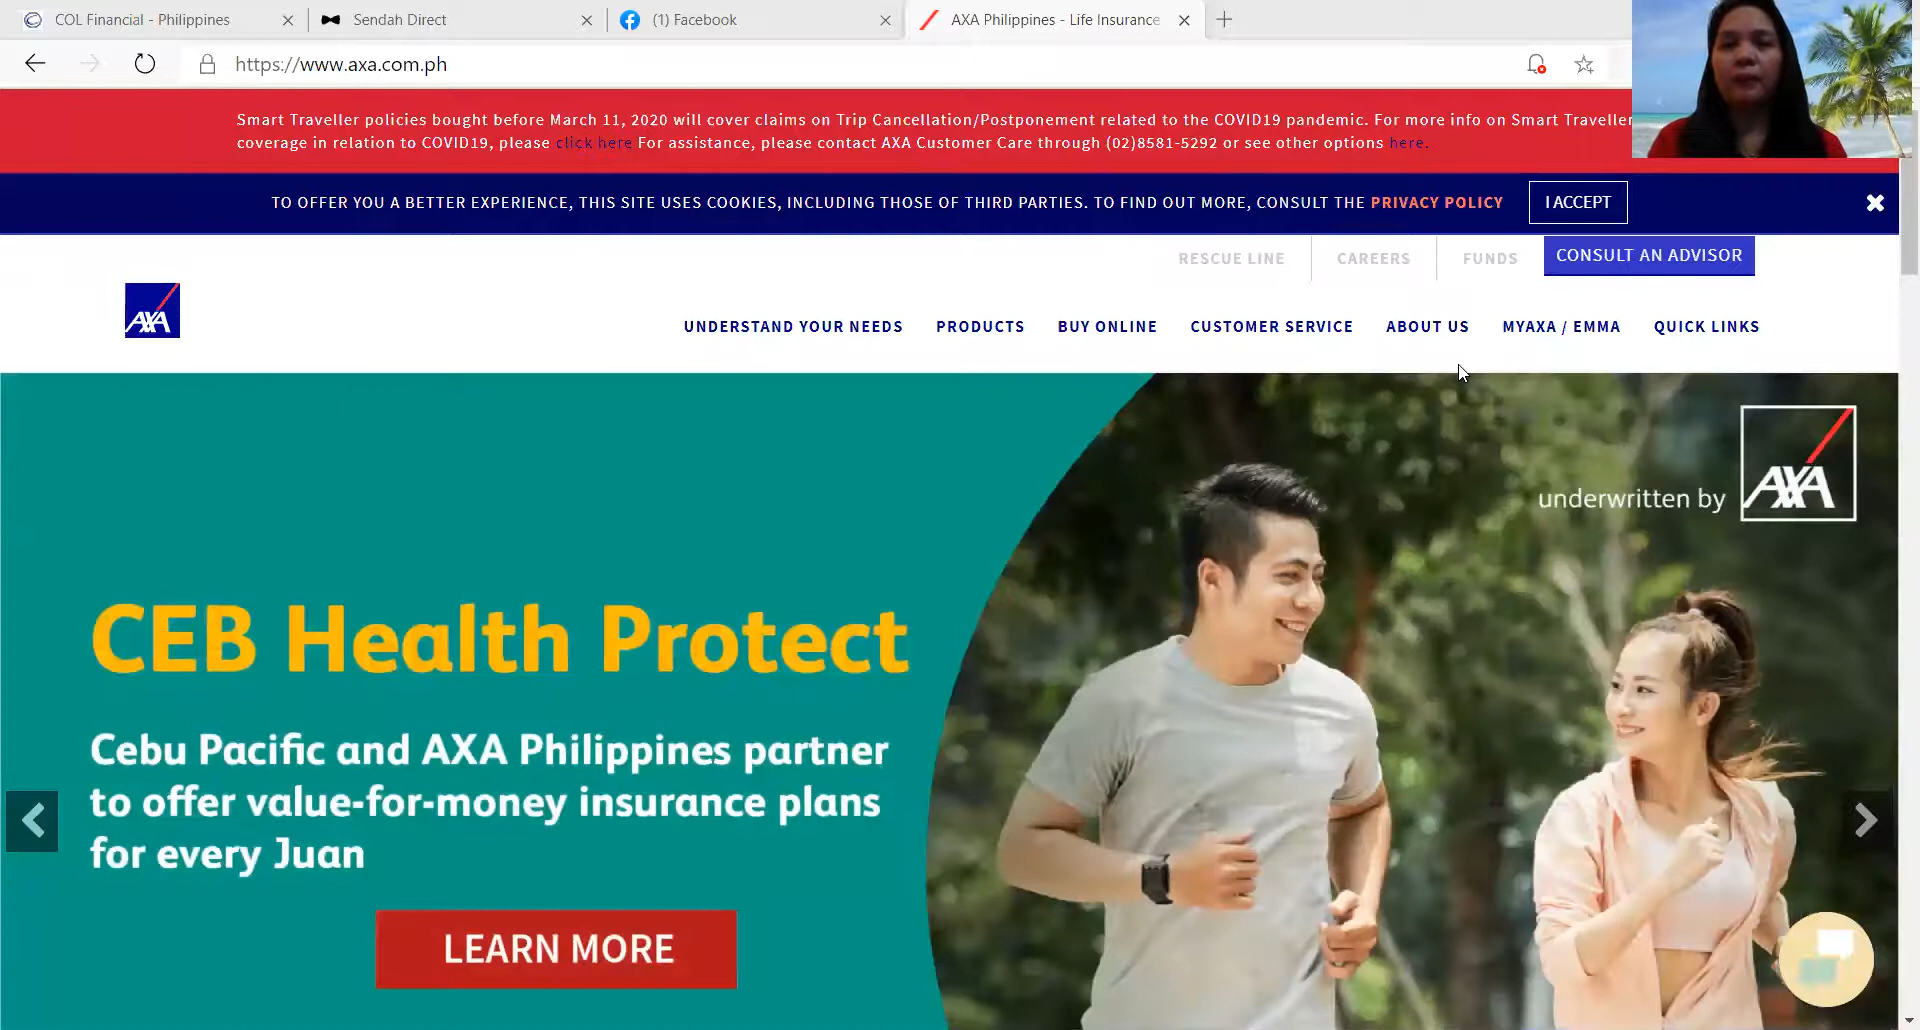 COL Financial - Philippines
Sendah Direct
(1) Facebook
AXA Philippines - Life Insurance
https://www.axa.com.ph
Smart Traveller policies bought before March 11, 2020 will cover claims on Trip Cancellation/Postponement related to the COVID19 pandemic. For more info on Smart Traveller
coverage in relation to COVID19, please click here For assistance, please contact AXA Customer Care through (02)8581-5292 or see other options here.
TO OFFER YOU A BETTER EXPERIENCE, THIS SITE USES COOKIES, INCLUDING THOSE OF THIRD PARTIES. TO FIND OUT MORE, CONSULT THE PRIVACY POLICY
I ACCEPT
RESCUE LINE
CAREERS
FUNDS
CONSULT AN ADVISOR
AXA
UNDERSTAND YOUR NEEDS
PRODUCTS
BUY ONLINE
CUSTOMER SERVICE
ABOUT US
MYAXA / EMMA
QUICK LINKS
underwritten by
AXA
CEB Health Protect
Cebu Pacific and AXA Philippines partner
to offer value-for-money insurance plans
for every Juan
LEARN MORE